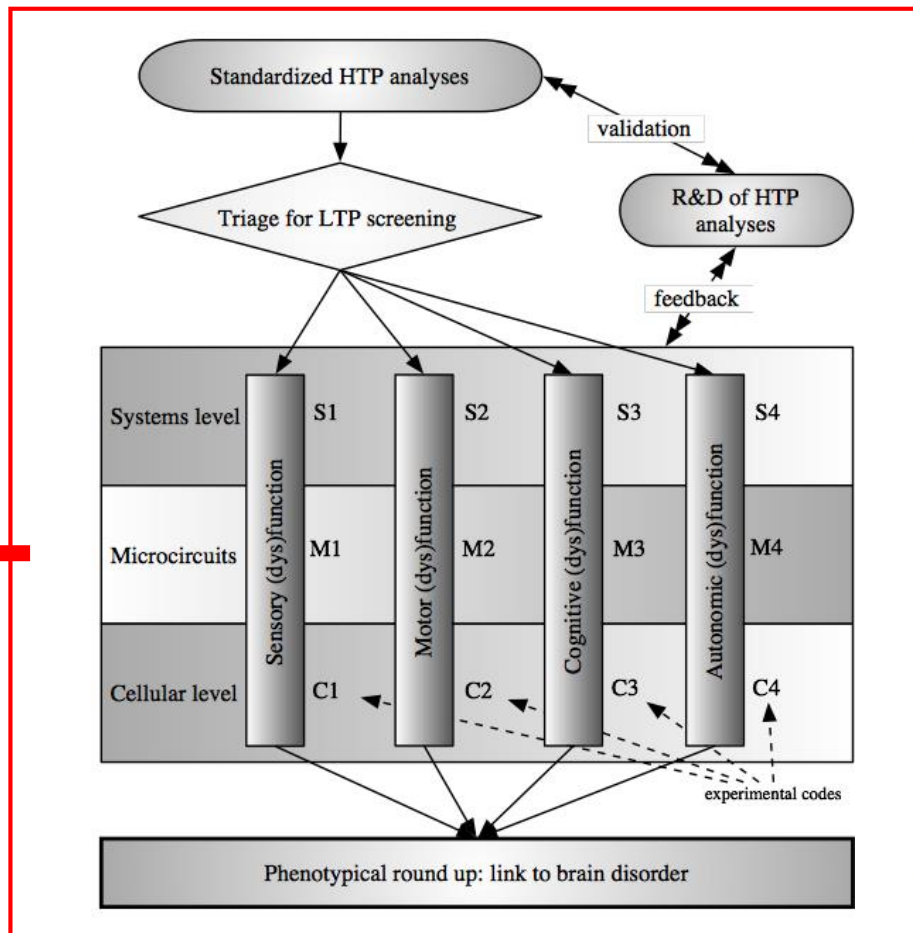 Standardized HTP analyses
validation
Triage for LTP screening
R&D of HTP
analyses
feedback
Systems level
S1
S2
S3
S4
Sensory (dys)function
Motor (dys)function
Cognitive (dys)function
Autonomic (dys)function
Microcircuits
M1
M2
M3
M4
Cellular level
C1
C2
C3
C4
experimental codes
Phenotypical round up: link to brain disorder